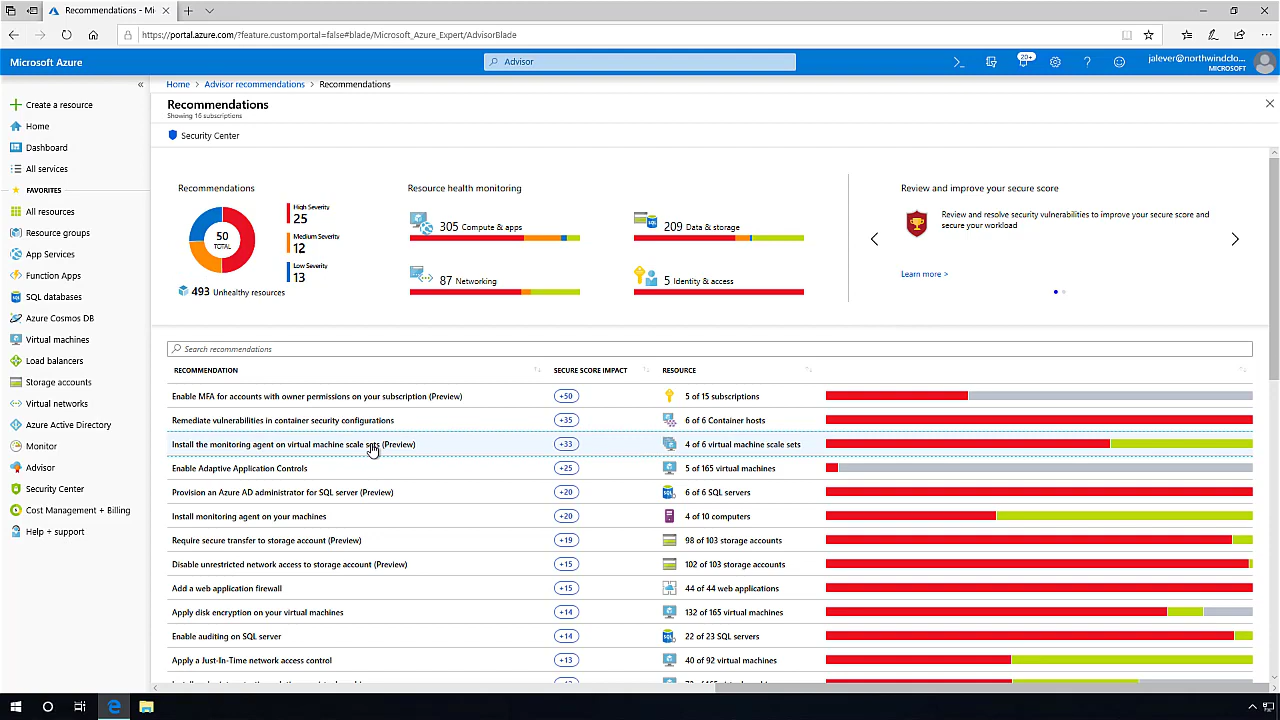 Recommendations - Mi
https://portal.azure.com/?feature.customportal=false#blade/Microsoft_Azure_Expert/AdvisorBlade
Microsoft Azure
Advisor
20+
jalever@northwindclo...
MICROSOFT
Create a resource
Home
Dashboard
All services
FAVORITES
All resources
Resource groups
App Services
Function Apps
SQL databases
Azure Cosmos DB
Virtual machines
Load balancers
Storage accounts
Virtual networks
Azure Active Directory
Monitor
Advisor
Security Center
Cost Management + Billing
Help + support
Home > Advisor recommendations > Recommendations
Recommendations
Showing 16 subscriptions
Security Center
Recommendations
50
TOTAL
High Severity
25
Medium Severity
12
Low Severity
13
493 Unhealthy resources
Resource health monitoring
305 Compute & apps
209 Data & storage
87 Networking
5 Identity & access
Review and improve your secure score
Review and resolve security vulnerabilities to improve your secure score and
secure your workload
Learn more >
Search recommendations
RECOMMENDATION SECURE SCORE IMPACT RESOURCE
Enable MFA for accounts with owner permissions on your subscription (Preview) +50 5 of 15 subscriptions
Remediate vulnerabilities in container security configurations +35 6 of 6 Container hosts
Install the monitoring agent on virtual machine scale sets (Preview) +33 4 of 6 virtual machine scale sets
Enable Adaptive Application Controls +25 5 of 165 virtual machines
Provision an Azure AD administrator for SQL server (Preview) +20 6 of 6 SQL servers
Install monitoring agent on your machines +20 4 of 10 computers
Require secure transfer to storage account (Preview) +19 98 of 103 storage accounts
Disable unrestricted network access to storage account (Preview) +15 102 of 103 storage accounts
Add a web application firewall +15 44 of 44 web applications
Apply disk encryption on your virtual machines +14 132 of 165 virtual machines
Enable auditing on SQL server +14 22 of 23 SQL servers
Apply a Just-In-Time network access control +13 40 of 92 virtual machines